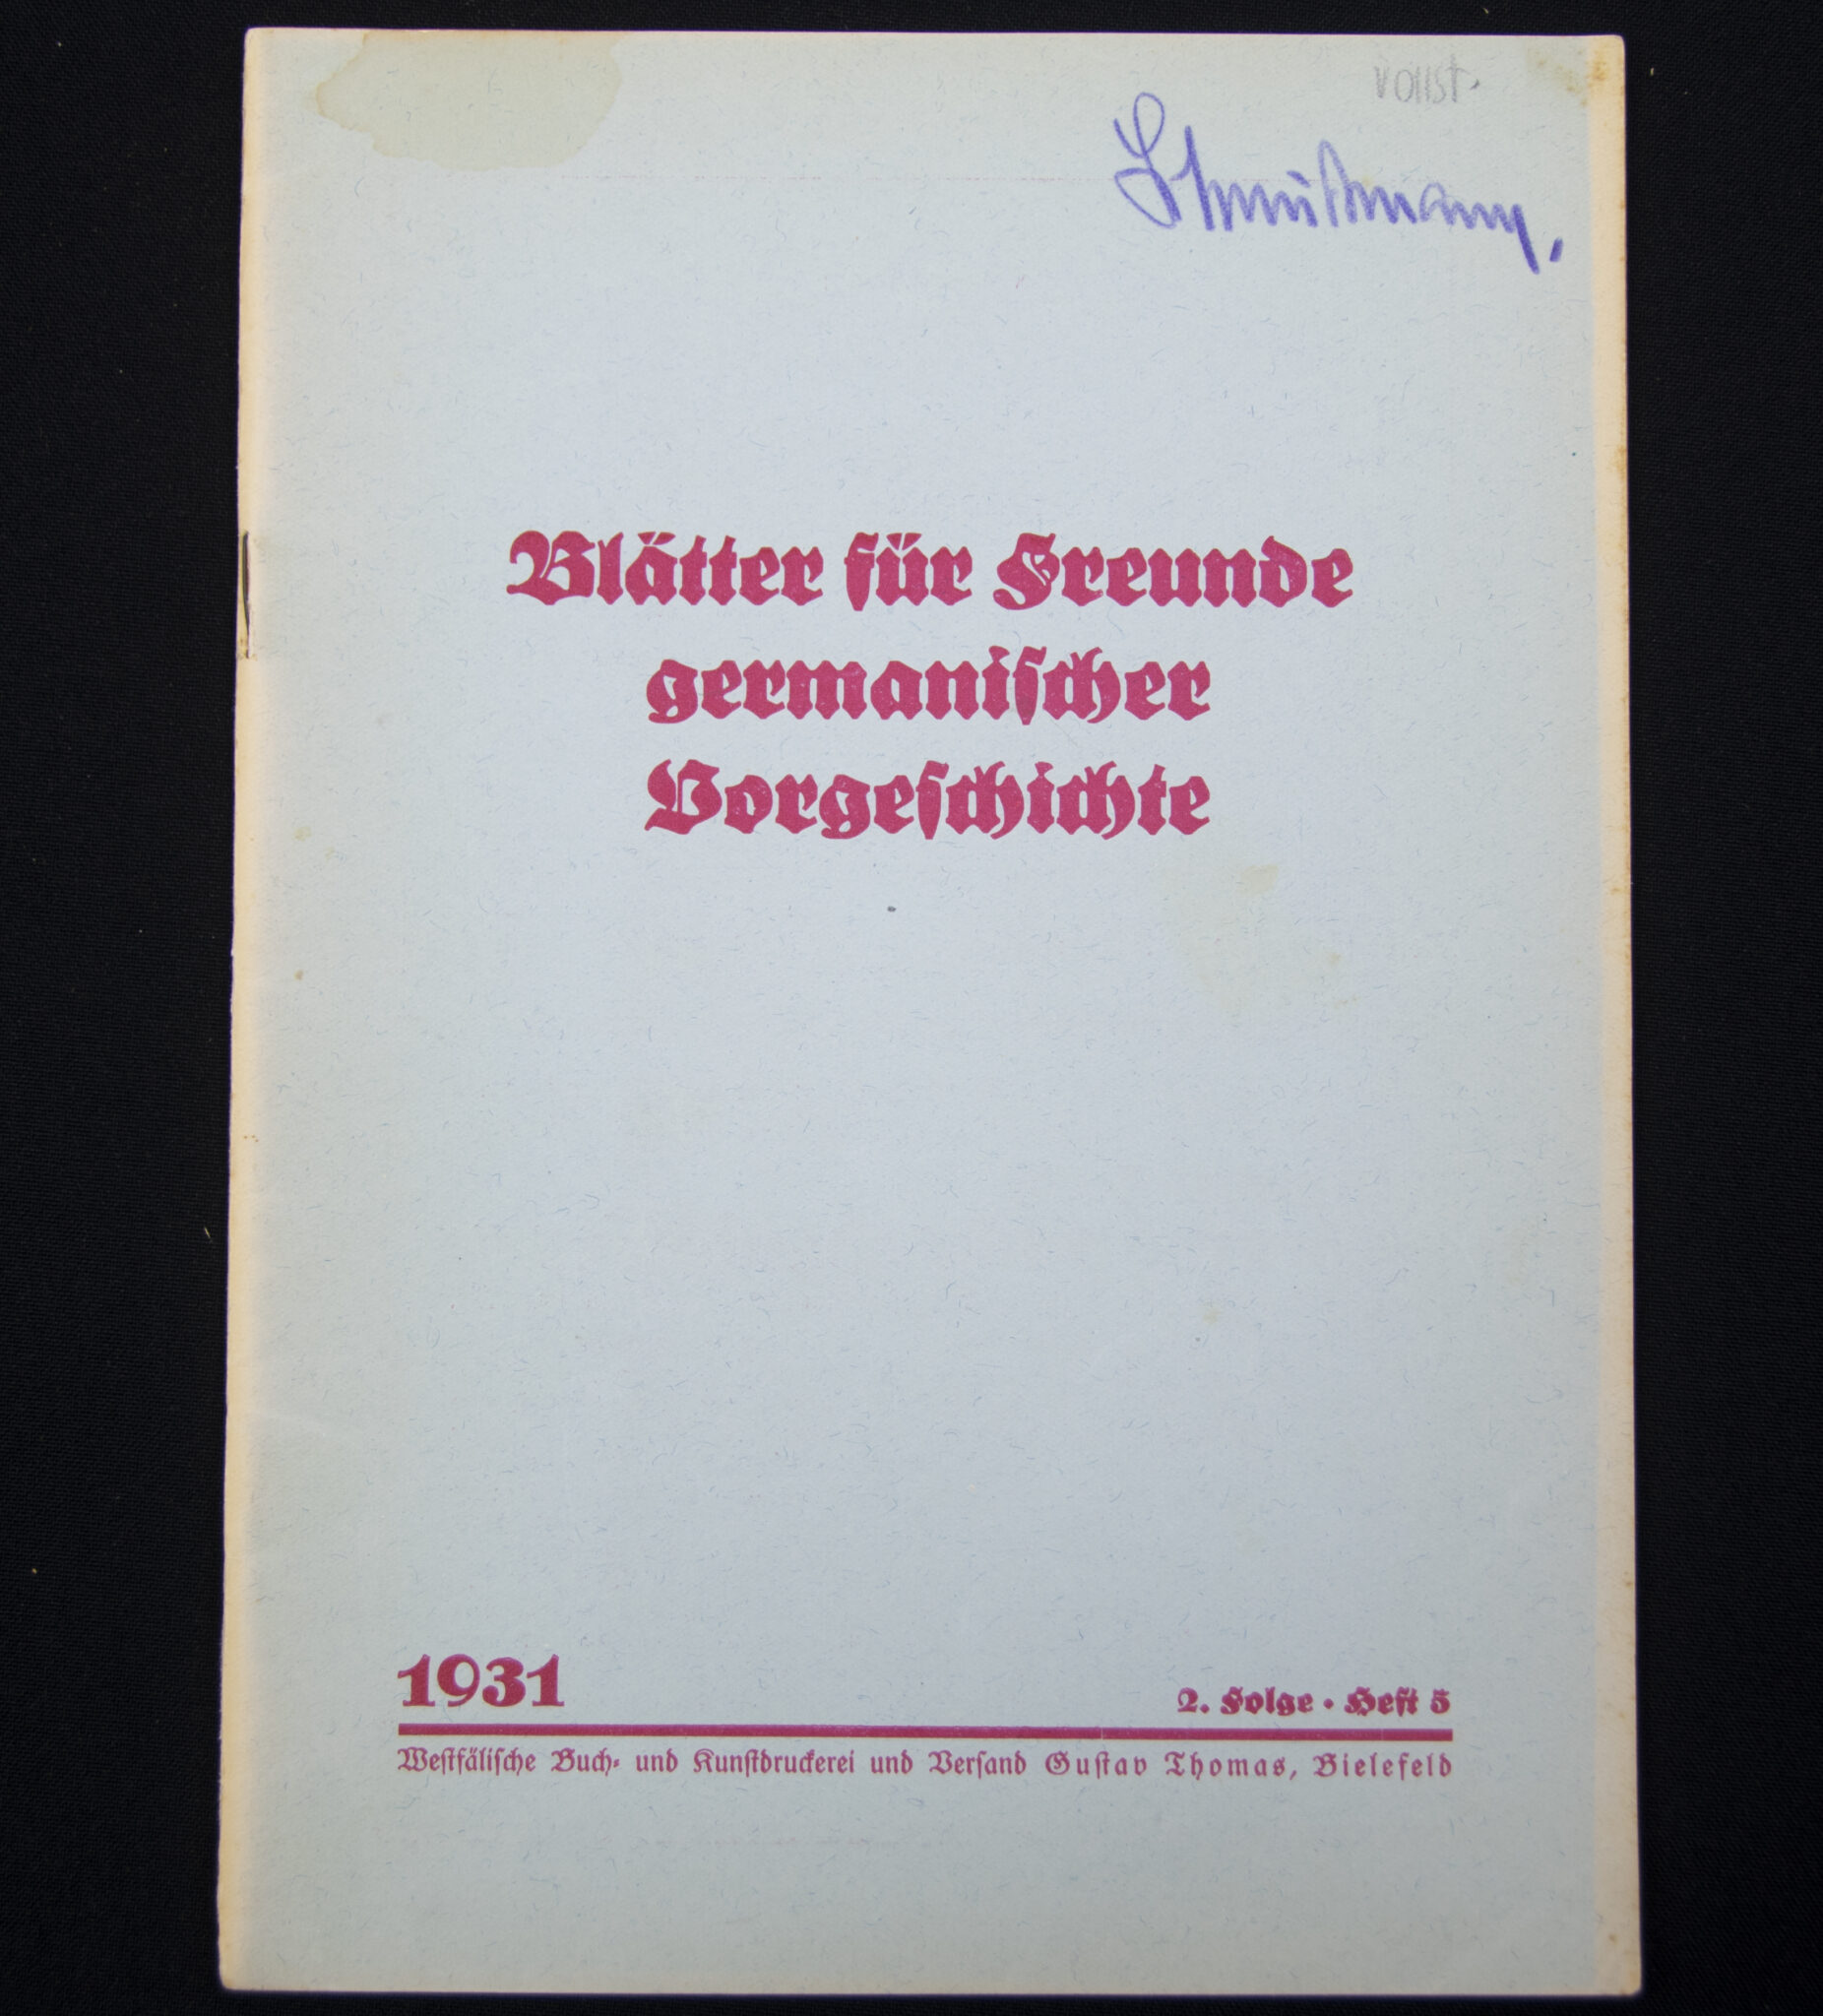 vollst.
Blätter für Freunde
germanischer
Vorgeschichte
1931
2. Folge • Heft 5
Westfälische Buch- und Kunstdruckerei und Versand Gustav Thomas, Bielefeld